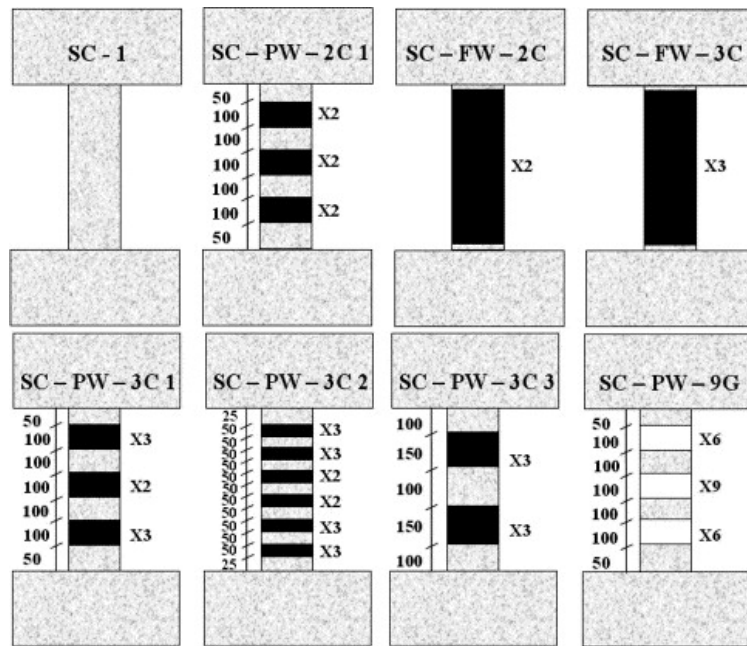 SC - 1
SC – PW – 2C 1
50
100
X2
100
100
X2
100
100
X2
50
SC – FW – 2C
X2
SC – FW – 3C
X3
SC – PW – 3C 1
50
100
X3
100
100
X2
100
100
X3
50
SC – PW – 3C 2
25
50
X3
50
50
X3
50
50
X2
50
50
X2
50
50
X3
50
50
X3
25
SC – PW – 3C 3
100
150
X3
100
150
X3
100
SC – PW – 9G
50
100
X6
100
100
X9
100
100
X6
50